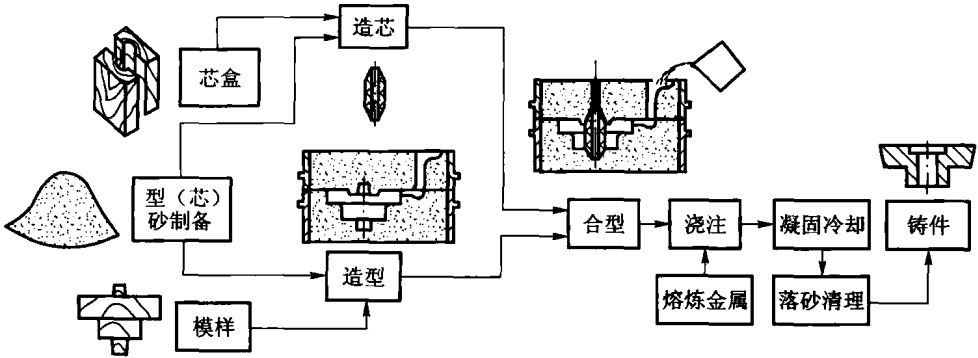 造芯
芯盒
型（芯）
砂制备
造型
模样
合型
浇注
凝固冷却
铸件
熔炼金属
落砂清理